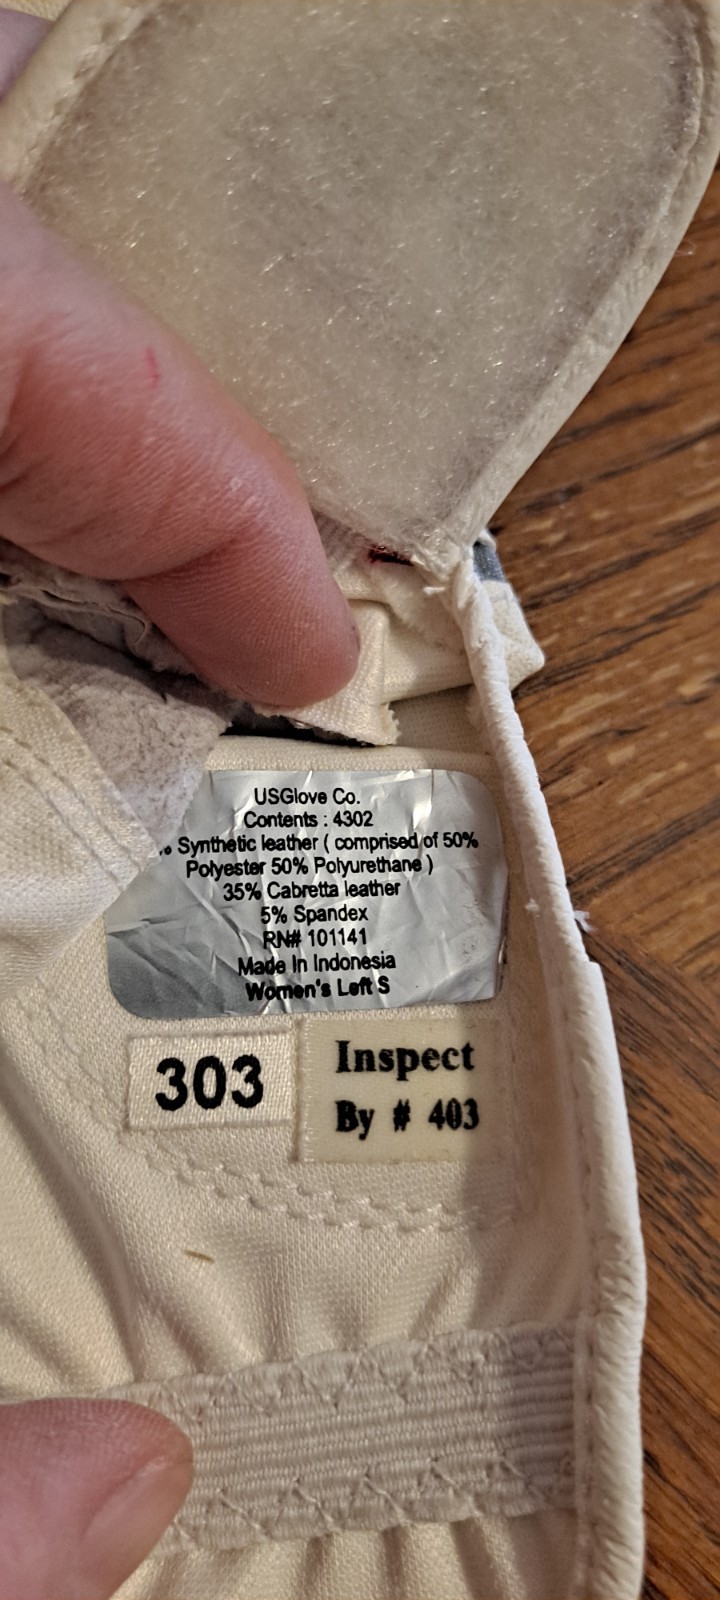 USGlove Co.
Contents : 4302
% Synthetic leather ( comprised of 50%
Polyester 50% Polyurethane )
35% Cabretta leather
5% Spandex
RN# 101141
Made In Indonesia
Women's Left S
303
Inspect
By # 403